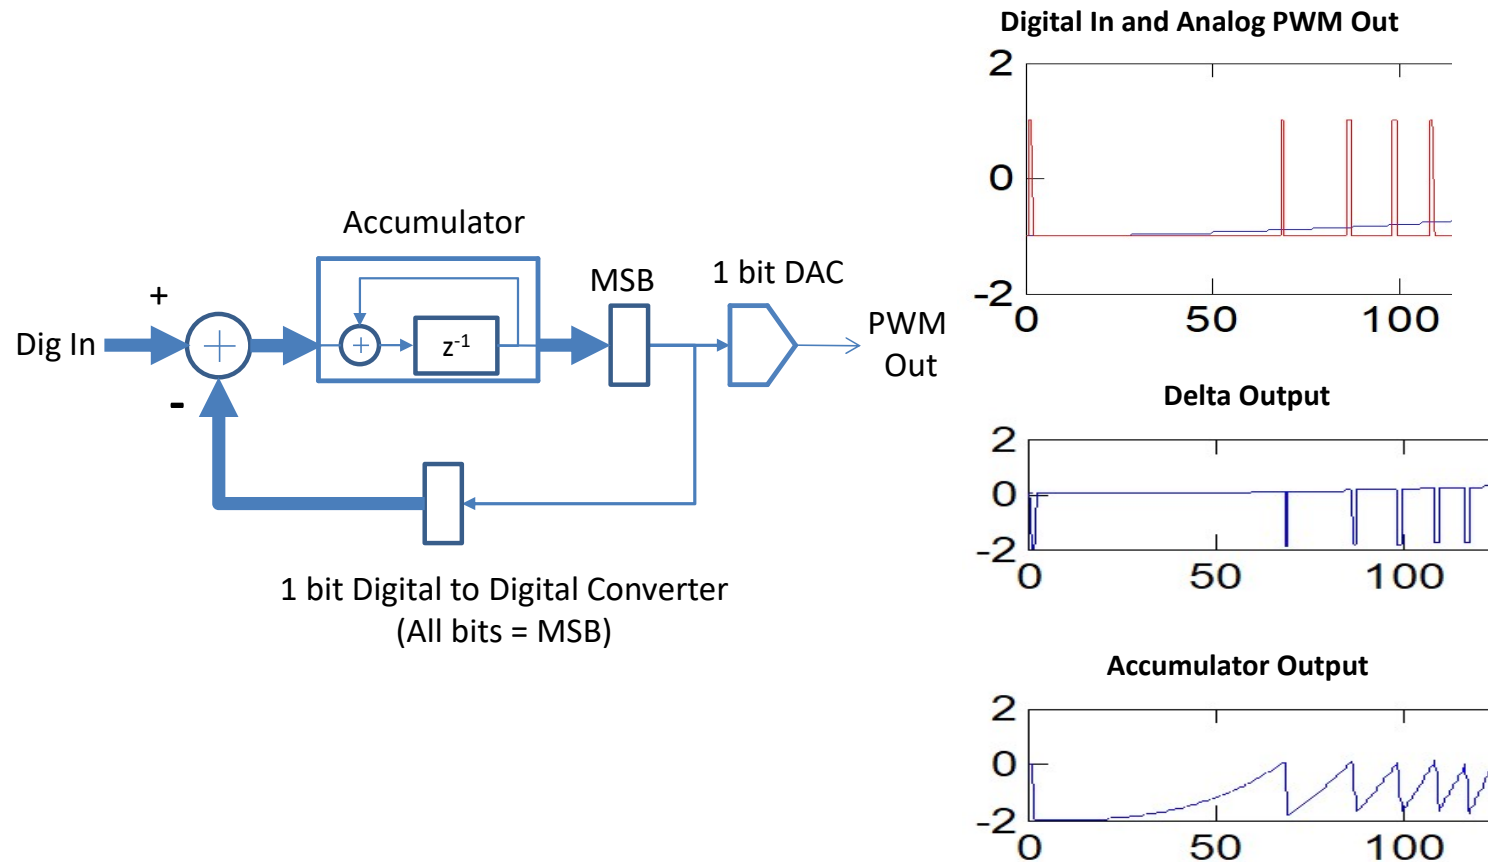 Accumulator
+
Dig In
+
+
z⁻¹
MSB
1 bit DAC
PWM
Out
-
1 bit Digital to Digital Converter
(All bits = MSB)
Digital In and Analog PWM Out
2
0
-2
0 50 100
Delta Output
2
0
-2
0 50 100
Accumulator Output
2
0
-2
0 50 100